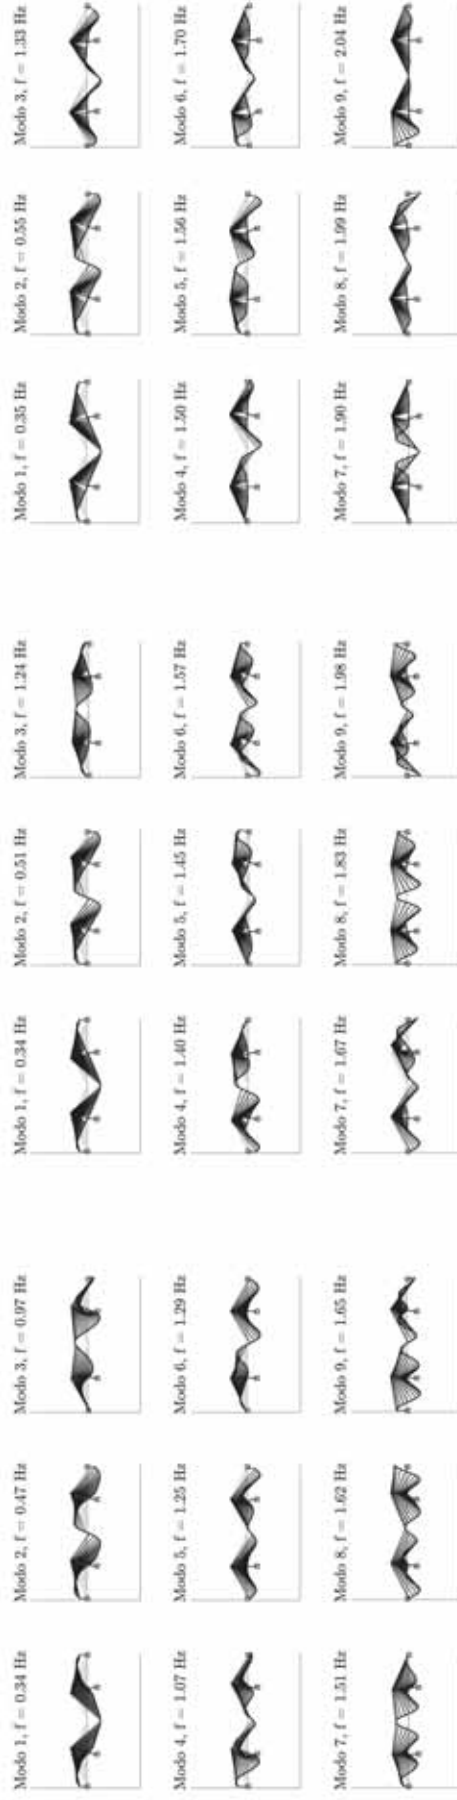 Modo 1, f = 0.34 Hz
Modo 2, f = 0.47 Hz
Modo 3, f = 0.97 Hz
Modo 4, f = 1.07 Hz
Modo 5, f = 1.25 Hz
Modo 6, f = 1.29 Hz
Modo 7, f = 1.51 Hz
Modo 8, f = 1.62 Hz
Modo 9, f = 1.65 Hz
Modo 1, f = 0.34 Hz
Modo 2, f = 0.51 Hz
Modo 3, f = 1.24 Hz
Modo 4, f = 1.40 Hz
Modo 5, f = 1.45 Hz
Modo 6, f = 1.57 Hz
Modo 7, f = 1.67 Hz
Modo 8, f = 1.83 Hz
Modo 9, f = 1.98 Hz
Modo 1, f = 0.35 Hz
Modo 2, f = 0.55 Hz
Modo 3, f = 1.33 Hz
Modo 4, f = 1.50 Hz
Modo 5, f = 1.56 Hz
Modo 6, f = 1.70 Hz
Modo 7, f = 1.90 Hz
Modo 8, f = 1.99 Hz
Modo 9, f = 2.04 Hz